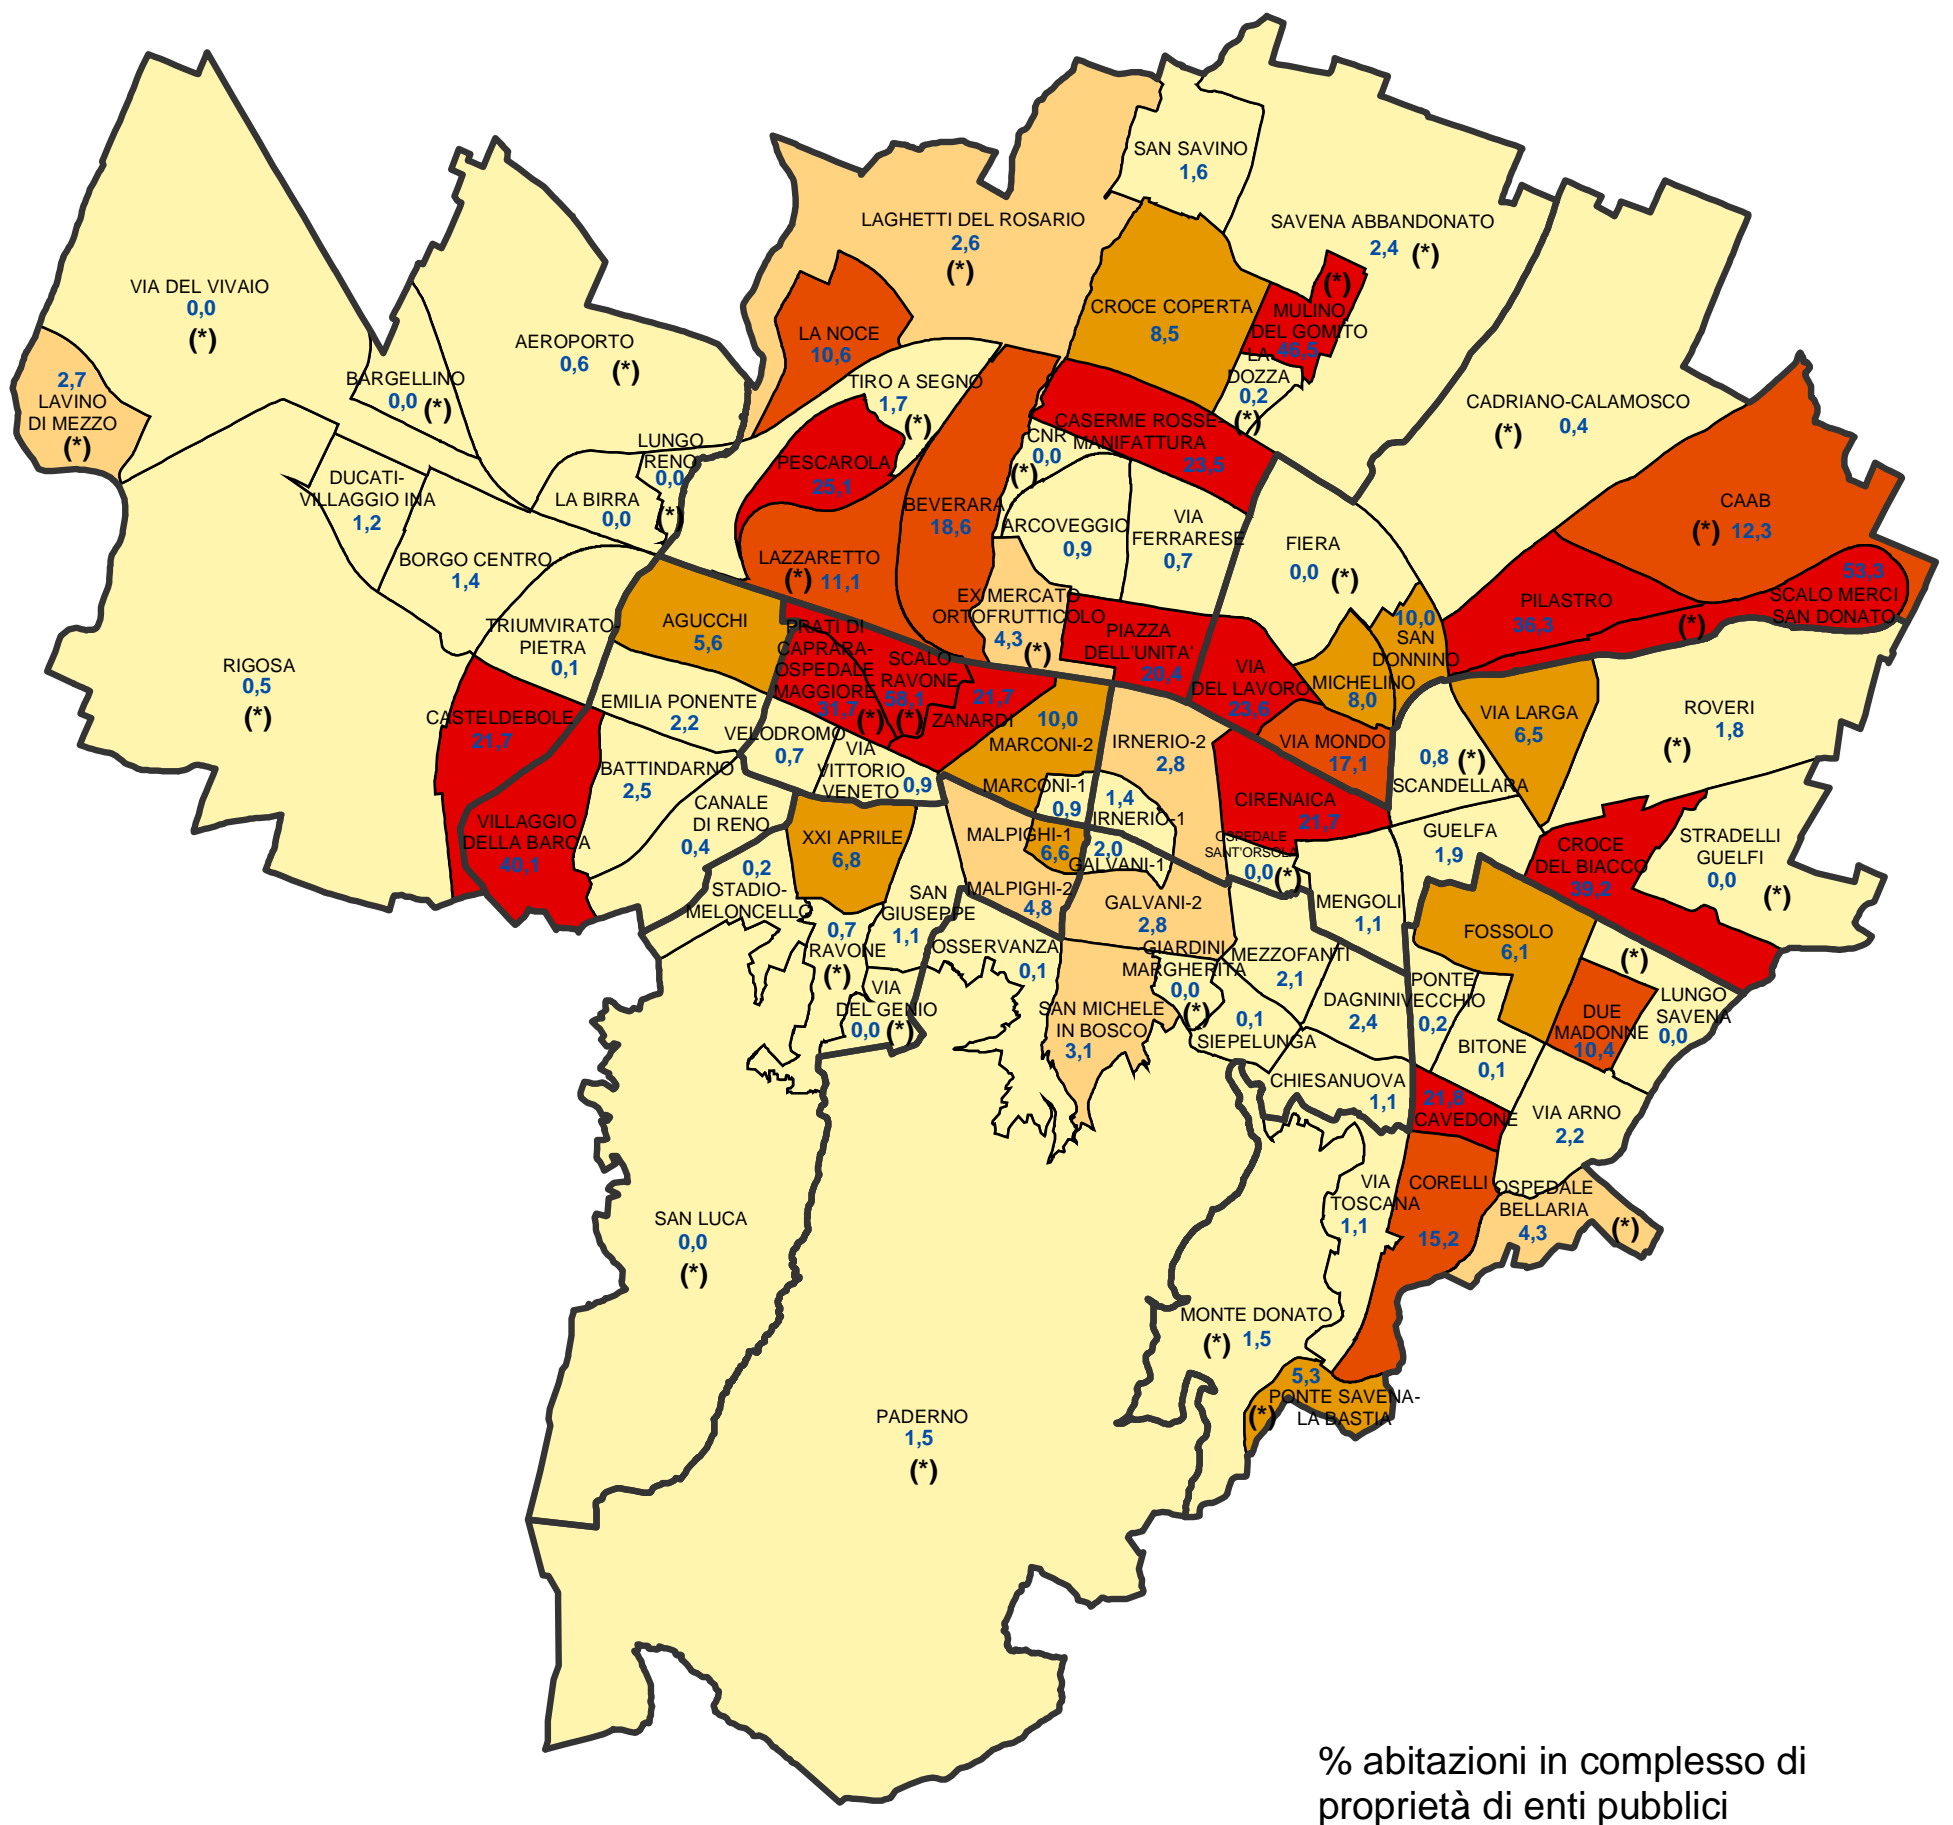 SAN SAVINO
1,6
LAGHETTI DEL ROSARIO
2,6
(*)
SAVENA ABBANDONATO
2,4 (*)
VIA DEL VIVAIO
0,0
(*)
AEROPORTO
0,6 (*)
LA NOCE
10,6
CROCE COPERTA
8,5
(*)
MULINO
DEL GOMITO
46,5
LA
DOZZA
0,2
(*)
2,7
LAVINO
DI MEZZO
(*)
BARGELLINO
0,0 (*)
TIRO A SEGNO
1,7
(*)
CADRIANO-CALAMOSCO
(*) 0,4
CASERME ROSSE-
MANIFATTURA
23,5
CNR
0,0
(*)
LUNGO
RENO
0,0
(*)
PESCAROLA
25,1
DUCATI-
VILLAGGIO INA
1,2
LA BIRRA
0,0
BEVERARA
18,6
ARCOVEGGIO
0,9
VIA
FERRARESE
0,7
FIERA
0,0 (*)
CAAB
(*) 12,3
BORGO CENTRO
1,4
LAZZARETTO
(*) 11,1
53,3
SCALO MERCI
SAN DONATO
(*)
PILASTRO
36,3
EX MERCATO
ORTOFRUTTICOLO
4,3 (*)
AGUCCHI
5,6
TRIUMVIRATO-
PIETRA
0,1
PRATI DI
CAPRARA-
OSPEDALE
MAGGIORE
31,7 (*)
SCALO
RAVONE
58,1
(*)
21,7
ZANARDI
PIAZZA
DELL'UNITA'
20,4
VIA
DEL LAVORO
23,6
10,0
SAN
DONNINO
MICHELINO
8,0
RIGOSA
0,5
(*)
EMILIA PONENTE
2,2
CASTELDEBOLE
21,7
VELODROMO
0,7
VIA
VITTORIO
VENETO 0,9
10,0
MARCONI-2
IRNERIO-2
2,8
VIA MONDO
17,1
VIA LARGA
6,5
ROVERI
1,8
(*)
0,8 (*)
SCANDELLARA
BATTINDARNO
2,5
CANALE
DI RENO
0,4
MARCONI-1
0,9
1,4
IRNERIO-1
CIRENAICA
21,7
VILLAGGIO
DELLA BARCA
40,1
XXI APRILE
6,8
MALPIGHI-1
6,6
2,0
GALVANI-1
OSPEDALE
SANT'ORSOLA
0,0 (*)
GUELFA
1,9
CROCE
DEL BIACCO
39,2
STRADELLI
GUELFI
0,0
(*)
0,2
STADIO-
MELONCELLO
SAN
GIUSEPPE
1,1
MALPIGHI-2
4,8
GALVANI-2
2,8
MENGOLI
1,1
0,7
RAVONE
(*)
OSSERVANZA
0,1
GIARDINI
MARGHERITA
0,0
(*)
MEZZOFANTI
2,1
FOSSOLO
6,1
(*)
VIA
DEL GENIO
0,0 (*)
SAN MICHELE
IN BOSCO
3,1
0,1
SIEPELUNGA
DAGNINI
2,4
PONTE
VECCHIO
0,2
DUE
MADONNE
10,4
LUNGO
SAVENA
0,0
BITONE
0,1
CHIESANUOVA
1,1
21,8
CAVEDONE
VIA ARNO
2,2
SAN LUCA
0,0
(*)
VIA
TOSCANA
1,1
CORELLI
15,2
OSPEDALE
BELLARIA
4,3 (*)
MONTE DONATO
(*) 1,5
5,3
PONTE SAVENA-
LA BASTIA
(*)
PADERNO
1,5
(*)
% abitazioni in complesso di
proprietà di enti pubblici